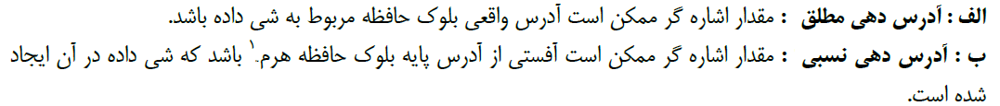 الف : آدرس دهی مطلق : مقدار اشاره گر ممکن است آدرس واقعی بلوک حافظه مربوط به شی داده باشد.
ب : آدرس دهی نسبی : مقدار اشاره گر ممکن است آفستی از آدرس پایه بلوک حافظه هرم.۱ باشد که شی داده در آن ایجاد
شده است.